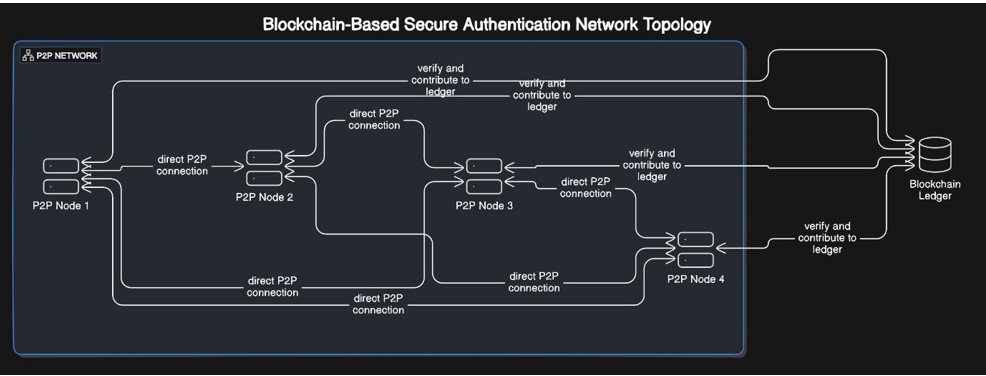 Blockchain-Based Secure Authentication Network Topology
P2P NETWORK
verify and
contribute to
ledger
verify and
contribute to
ledger
direct P2P
connection
direct P2P
connection
verify and
contribute to
ledger
direct P2P
connection
P2P Node 1
P2P Node 2
P2P Node 3
Blockchain
Ledger
verify and
contribute to
ledger
P2P Node 4
direct P2P
connection
direct P2P
connection
direct P2P
connection